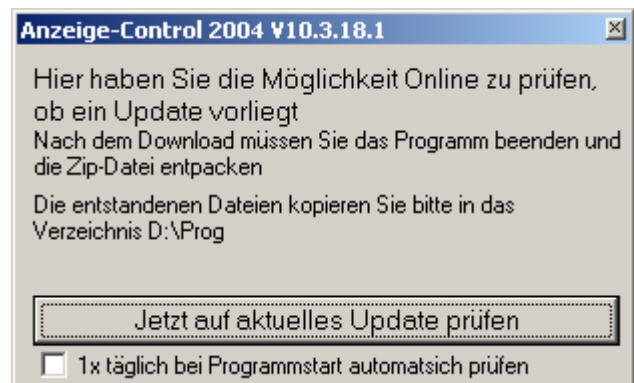 Anzeige-Control 2004 V10.3.18.1
Hier haben Sie die Möglichkeit Online zu prüfen,
ob ein Update vorliegt
Nach dem Download müssen Sie das Programm beenden und
die Zip-Datei entpacken
Die entstandenen Dateien kopieren Sie bitte in das
Verzeichnis D:\Prog
Jetzt auf aktuelles Update prüfen
1x täglich bei Programmstart automatsich prüfen